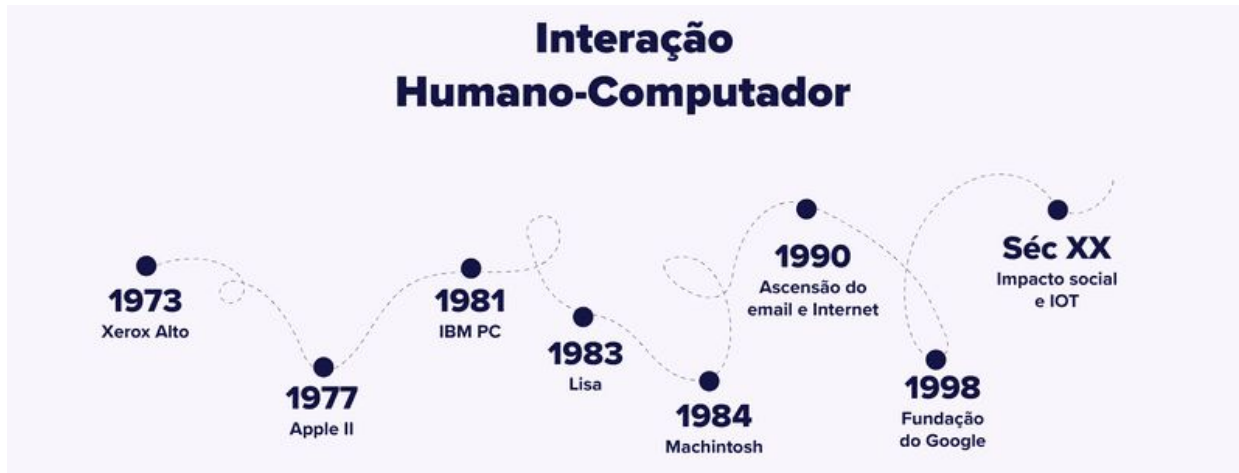 Interação
Humano-Computador
1973
Xerox Alto
1977
Apple II
1981
IBM PC
1983
Lisa
1984
Machintosh
1990
Ascensão do
email e Internet
1998
Fundação
do Google
Séc XX
Impacto social
e IOT